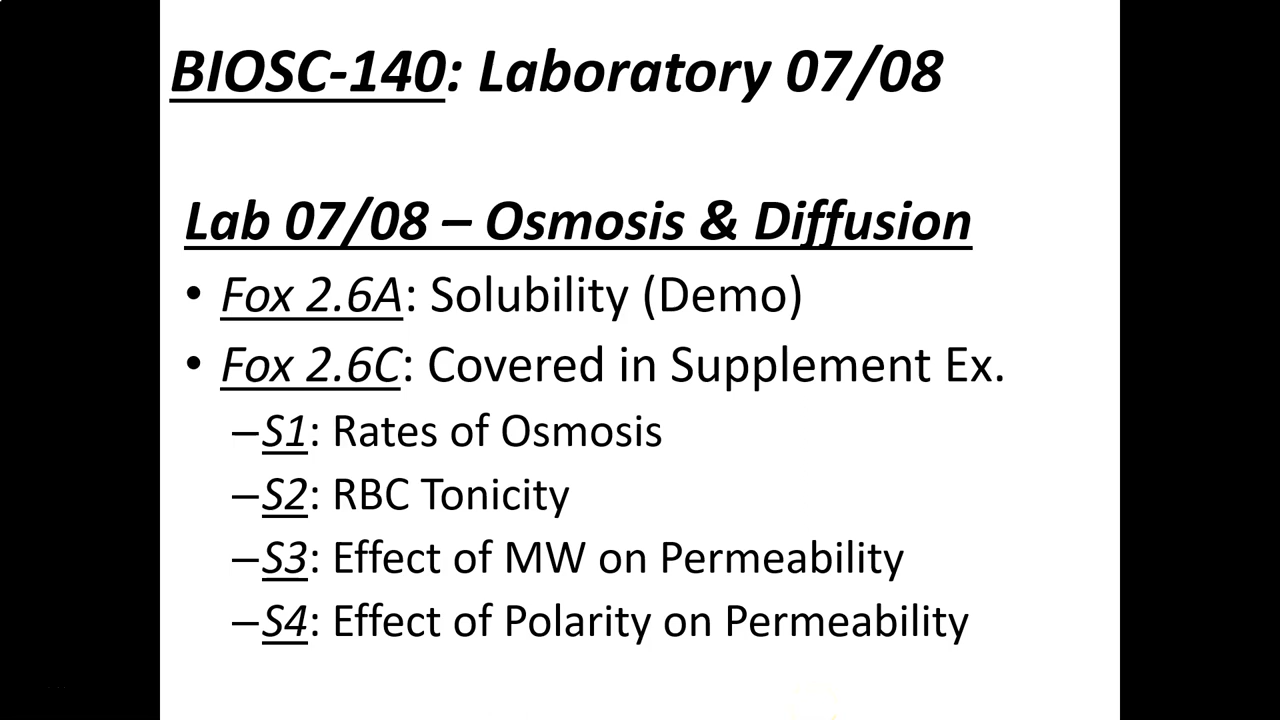 BIOSC-140: Laboratory 07/08
Lab 07/08 – Osmosis & Diffusion
• Fox 2.6A: Solubility (Demo)
• Fox 2.6C: Covered in Supplement Ex.
–S1: Rates of Osmosis
–S2: RBC Tonicity
–S3: Effect of MW on Permeability
–S4: Effect of Polarity on Permeability